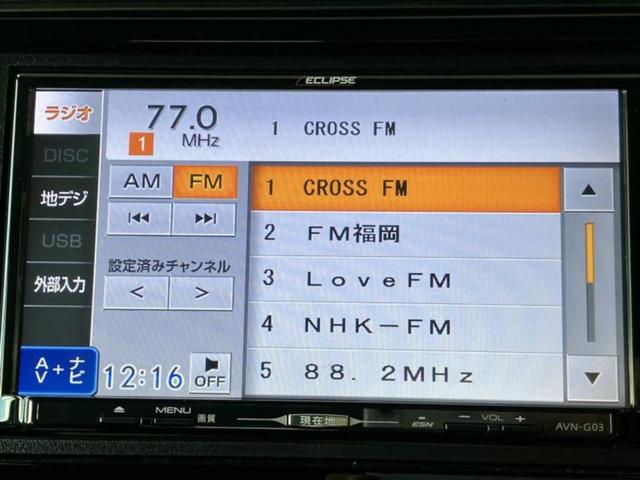 ECLIPSE
ラジオ
DISC
地デジ
USB
外部入力
AV+ナビ
77.0
1 MHz
1 CROSS FM
AM FM
設定済みチャンネル
< >
12:16
OFF
1 CROSS FM
2 FM福岡
3 LoveFM
4 NHK-FM
5 88. 2MHz
MENU
画質
現在地
ESN
- VOL +
AVN-G03